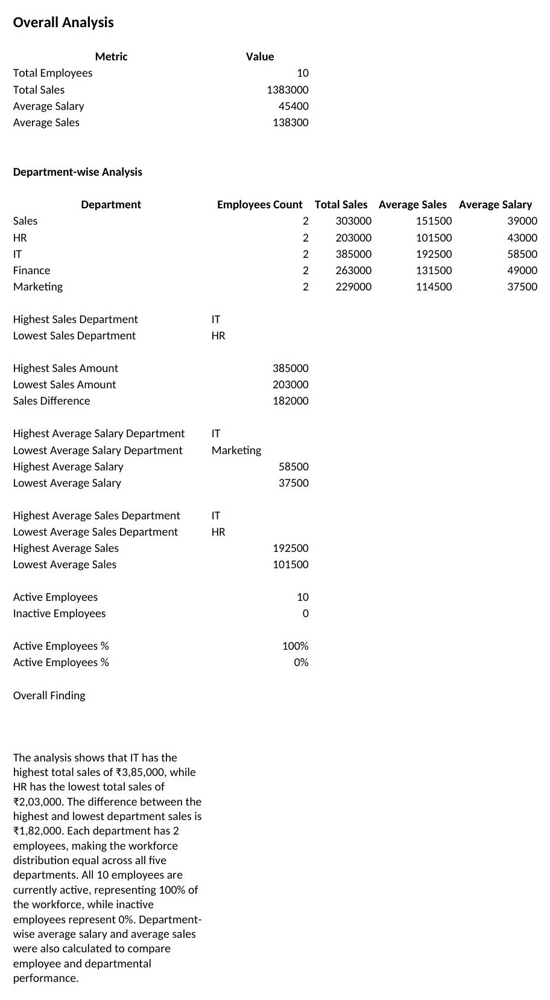 Overall Analysis
Metric Value
Total Employees 10
Total Sales 1383000
Average Salary 45400
Average Sales 138300
Department-wise Analysis
Department Employees Count Total Sales Average Sales Average Salary
Sales 2 303000 151500 39000
HR 2 203000 101500 43000
IT 2 385000 192500 58500
Finance 2 263000 131500 49000
Marketing 2 229000 114500 37500
Highest Sales Department IT
Lowest Sales Department HR
Highest Sales Amount 385000
Lowest Sales Amount 203000
Sales Difference 182000
Highest Average Salary Department IT
Lowest Average Salary Department Marketing
Highest Average Salary 58500
Lowest Average Salary 37500
Highest Average Sales Department IT
Lowest Average Sales Department HR
Highest Average Sales 192500
Lowest Average Sales 101500
Active Employees 10
Inactive Employees 0
Active Employees % 100%
Active Employees % 0%
Overall Finding
The analysis shows that IT has the
highest total sales of ₹3,85,000, while
HR has the lowest total sales of
₹2,03,000. The difference between the
highest and lowest department sales is
₹1,82,000. Each department has 2
employees, making the workforce
distribution equal across all five
departments. All 10 employees are
currently active, representing 100% of
the workforce, while inactive
employees represent 0%. Department-
wise average salary and average sales
were also calculated to compare
employee and departmental
performance.